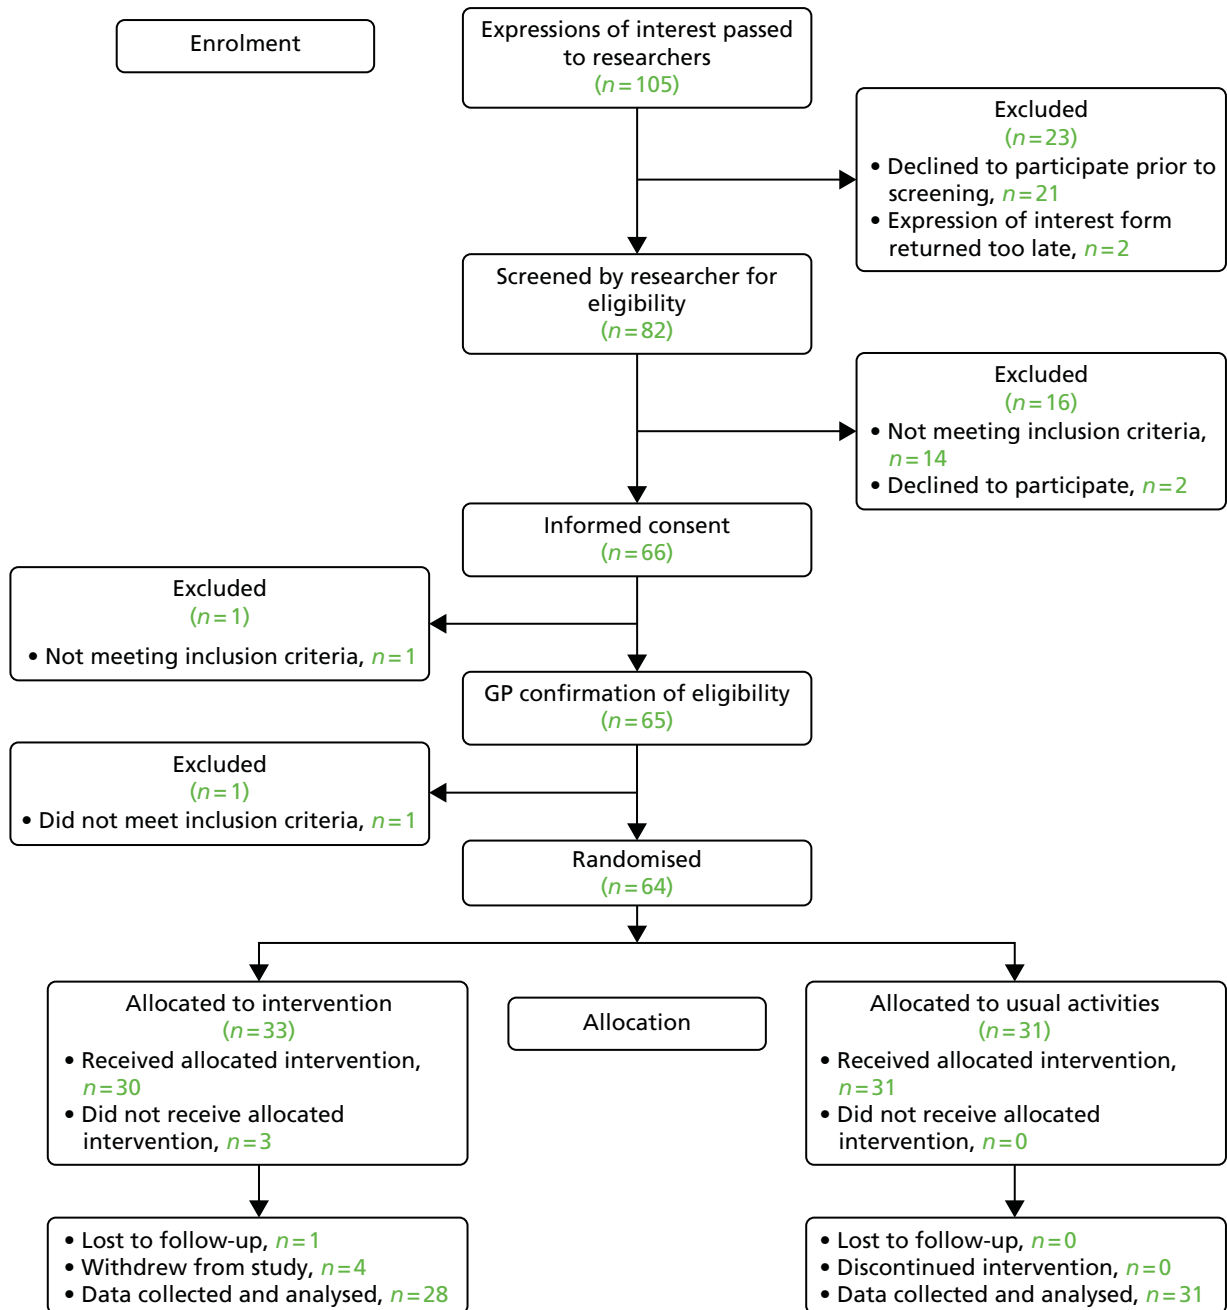 Enrolment
Expressions of interest passed
to researchers
(n=105)
Excluded
(n=23)
• Declined to participate prior to
screening, n=21
• Expression of interest form
returned too late, n=2
Screened by researcher for
eligibility
(n=82)
Excluded
(n=16)
• Not meeting inclusion criteria,
n=14
• Declined to participate, n=2
Informed consent
(n=66)
Excluded
(n=1)
• Not meeting inclusion criteria, n=1
GP confirmation of eligibility
(n=65)
Excluded
(n=1)
• Did not meet inclusion criteria, n=1
Randomised
(n=64)
Allocated to intervention
(n=33)
• Received allocated intervention,
n=30
• Did not receive allocated
intervention, n=3
Allocation
Allocated to usual activities
(n=31)
• Received allocated intervention,
n=31
• Did not receive allocated
intervention, n=0
• Lost to follow-up, n=1
• Withdrew from study, n=4
• Data collected and analysed, n=28
• Lost to follow-up, n=0
• Discontinued intervention, n=0
• Data collected and analysed, n=31